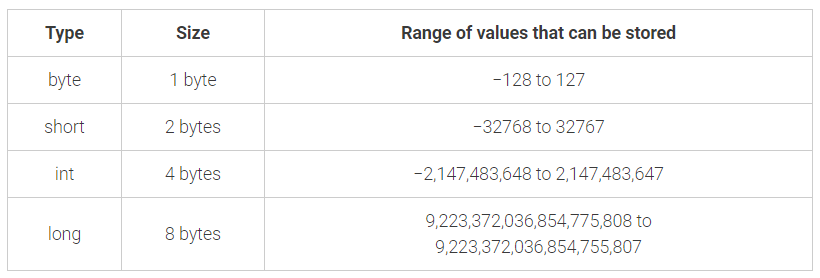 Type Size Range of values that can be stored
byte 1 byte −128 to 127
short 2 bytes −32768 to 32767
int 4 bytes −2,147,483,648 to 2,147,483,647
long 8 bytes 9,223,372,036,854,775,808 to
9,223,372,036,854,755,807